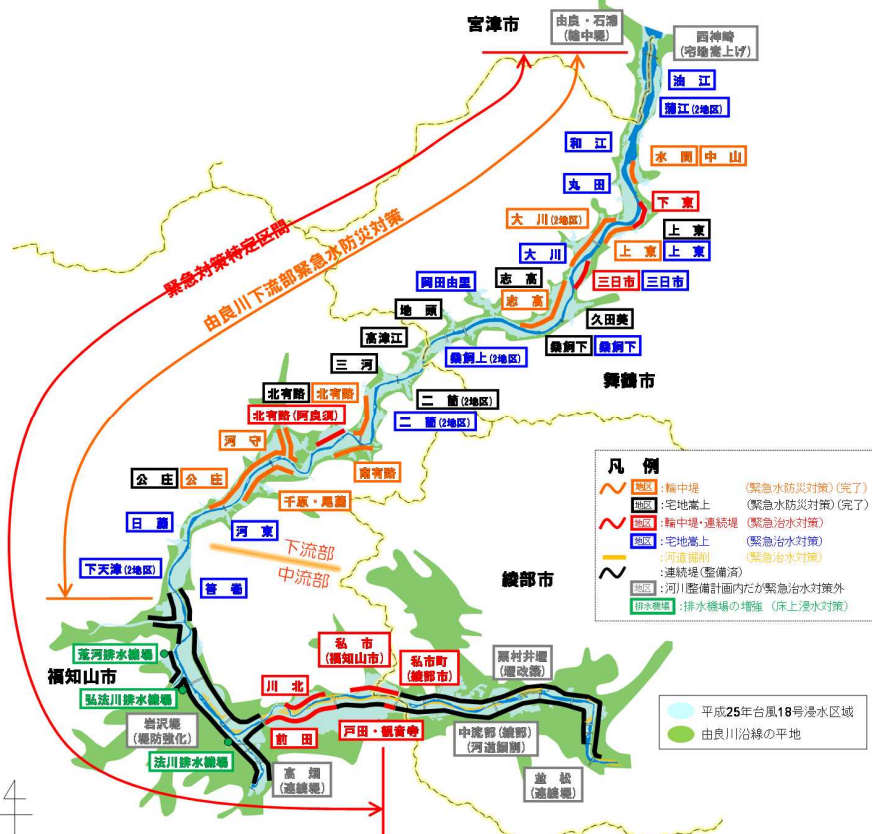 宮津市
由良・石浦
(輪中堤)
西神崎
(宅地嵩上げ)
油江
蒲江(2地区)
和江
水間 中山
丸田
下東
大川(2地区)
上東
大川
上東 上東
志高
岡田由里
三日市 三日市
志高
地頭
久田美
高津江
桑飼上(2地区)
桑飼下 桑飼下
三河
舞鶴市
北有路 北有路
二箇(2地区)
北有路(阿良須)
二箇(2地区)
河守
南有路
公庄 公庄
千原・尾藤
日藤
河東
下天津(2地区)
筈巻
緊急対策特定区間
由良川下流部緊急水防災対策
下流部
中流部
凡 例
地区:輪中堤 (緊急水防災対策)(完了)
地区:宅地嵩上 (緊急水防災対策)(完了)
地区:輪中堤・連続堤 (緊急治水対策)
地区:宅地嵩上 (緊急治水対策)
:河道掘削 (緊急治水対策)
:連続堤(整備済)
地区:河川整備計画内だが緊急治水対策外
排水機場:排水機場の増強 (床上浸水対策)
綾部市
荒河排水機場
福知山市
弘法川排水機場
岩沢堤
(堤防強化)
法川排水機場
川北
前田
高畑
(連続堤)
私市
(福知山市)
私市町
(綾部市)
戸田・観音寺
栗村井堰
(堰改築)
中流部(綾部)
(河道掘削)
並松
(連続堤)
平成25年台風18号浸水区域
由良川沿線の平地